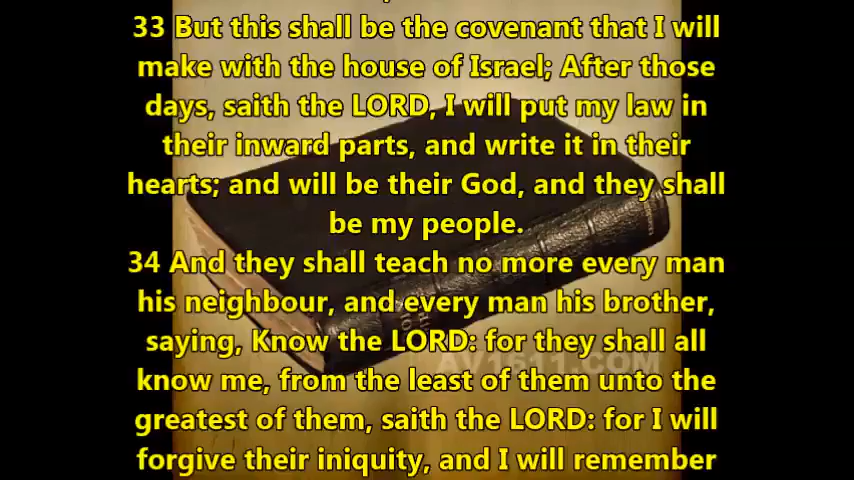 33 But this shall be the covenant that I will
make with the house of Israel; After those
days, saith the LORD, I will put my law in
their inward parts, and write it in their
hearts; and will be their God, and they shall
be my people.
34 And they shall teach no more every man
his neighbour, and every man his brother,
saying, Know the LORD: for they shall all
know me, from the least of them unto the
greatest of them, saith the LORD: for I will
forgive their iniquity, and I will remember
AV1611.COM